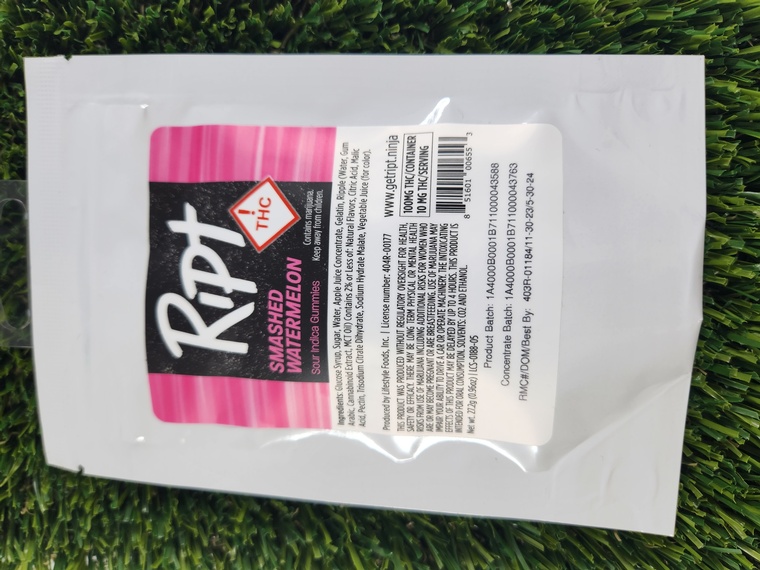 Ript
!
THC
SMASHED
WATERMELON
Sour Indica Gummies
Contains marijuana.
Keep away from children.
Ingredients: Glucose Syrup, Sugar, Water, Apple Juice Concentrate, Gelatin, Ripple (Water, Gum
Arabic, Cannabinoid Extract, MCT Oil) Contains 2% or Less of: Natural Flavors, Citric Acid, Malic
Acid, Pectin, Trisodium Citrate Dihydrate, Sodium Hydrate Malate, Vegetable Juice (for color).
Produced by Lifestyle Foods, Inc. | License number: 404R-00177
www.getript.ninja
THIS PRODUCT WAS PRODUCED WITHOUT REGULATORY OVERSIGHT FOR HEALTH,
SAFETY, OR EFFICACY. THERE MAY BE LONG TERM PHYSICAL OR MENTAL HEALTH
RISKS FROM USE OF MARIJUANA INCLUDING ADDITIONAL RISKS FOR WOMEN WHO
ARE OR MAY BECOME PREGNANT OR ARE BREASTFEEDING. USE OF MARIJUANA MAY
IMPAIR YOUR ABILITY TO DRIVE A CAR OR OPERATE MACHINERY. THE INTOXICATING
EFFECTS OF THIS PRODUCT MAY BE DELAYED BY UP TO 4 HOURS. THIS PRODUCT IS
INTENDED FOR ORAL CONSUMPTION. SOLVENTS: CO2 AND ETHANOL.
Net wt. 27.2g (0.96oz) | LCS-0188-05
100MG THC/CONTAINER
10 MG THC/SERVING
8 51601 00655 3
Product Batch: 1A4000B0001B711000043588
Concentrate Batch: 1A4000B0001B711000043763
RMC#/DOM/Best By: 403R-01184/11-30-23/5-30-24